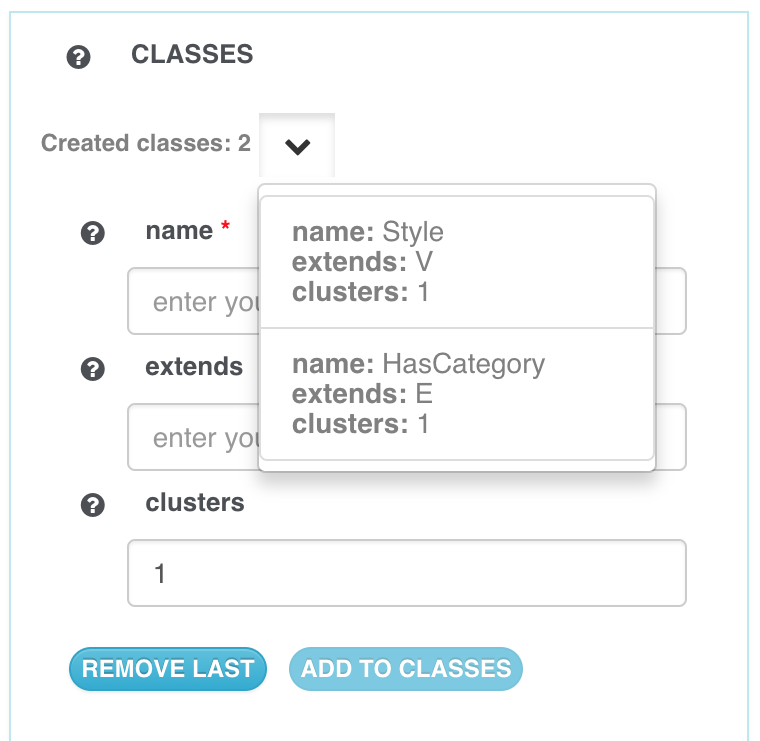 CLASSES
Created classes: 2
name: Style
extends: V
clusters: 1
name: HasCategory
extends: E
clusters: 1
name *
enter you
extends
enter you
clusters
1
REMOVE LAST
ADD TO CLASSES